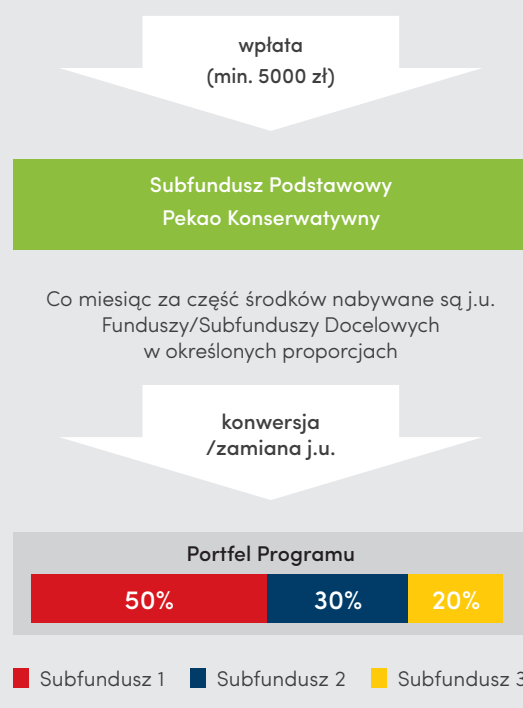 wpłata
(min. 5000 zł)
Subfundusz Podstawowy
Pekao Konserwatywny
Co miesiąc za część środków nabywane są j.u.
Funduszy/Subfunduszy Docelowych
w określonych proporcjach
konwersja
/zamiana j.u.
Portfel Programu
50% 30% 20%
Subfundusz 1 Subfundusz 2 Subfundusz 3